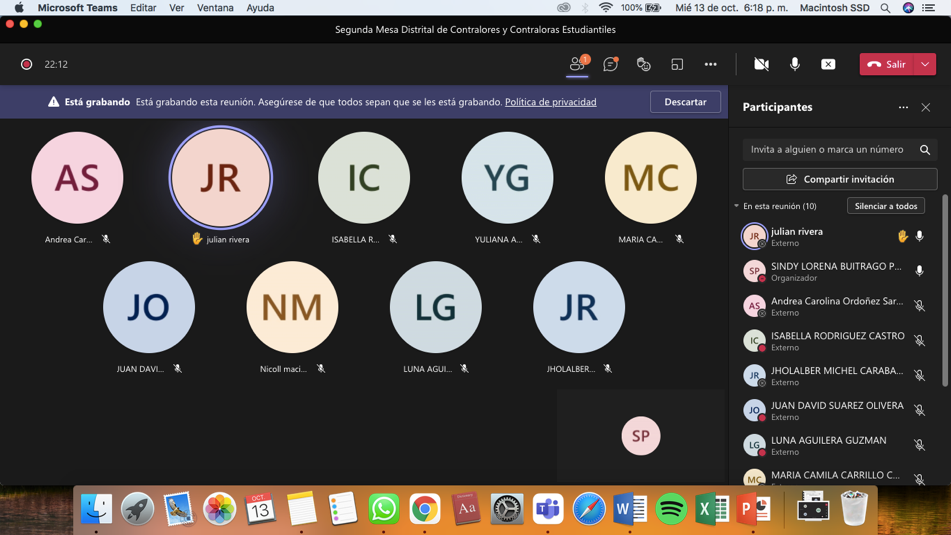 Microsoft Teams Editar Ver Ventana Ayuda 100% Mié 13 de oct. 6:18 p. m. Macintosh SSD
Segunda Mesa Distrital de Contralores y Contraloras Estudiantiles
22:12 1 ••• Salir
Está grabando Está grabando esta reunión. Asegúrese de que todos sepan que se les está grabando. Política de privacidad Descartar
AS JR IC YG MC
Andrea Car... julian rivera ISABELLA R... YULIANA A... MARIA CA...
JO NM LG JR
JUAN DAVI... Nicoll maci... LUNA AGUI... JHOLALBER...
SP
Participantes ...
Invita a alguien o marca un número
Compartir invitación
En esta reunión (10) Silenciar a todos
JR julian rivera
Externo
SP SINDY LORENA BUITRAGO P...
Organizador
AS Andrea Carolina Ordoñez Sar...
Externo
IC ISABELLA RODRIGUEZ CASTRO
Externo
JR JHOLALBER MICHEL CARABA...
Externo
JO JUAN DAVID SUAREZ OLIVERA
Externo
LG LUNA AGUILERA GUZMAN
Externo
MC MARIA CAMILA CARRILLO C...
OCT.
13 Aa T W X P